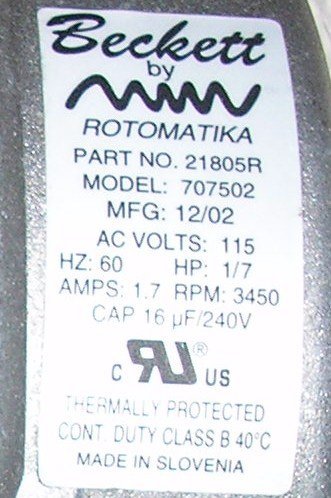 Beckett
by
ROTOMATIKA
PART NO. 21805R
MODEL: 707502
MFG: 12/02
AC VOLTS: 115
HZ: 60 HP: 1/7
AMPS: 1.7 RPM: 3450
CAP 16 µF/240V
C RU® US
THERMALLY PROTECTED
CONT. DUTY CLASS B 40°C
MADE IN SLOVENIA